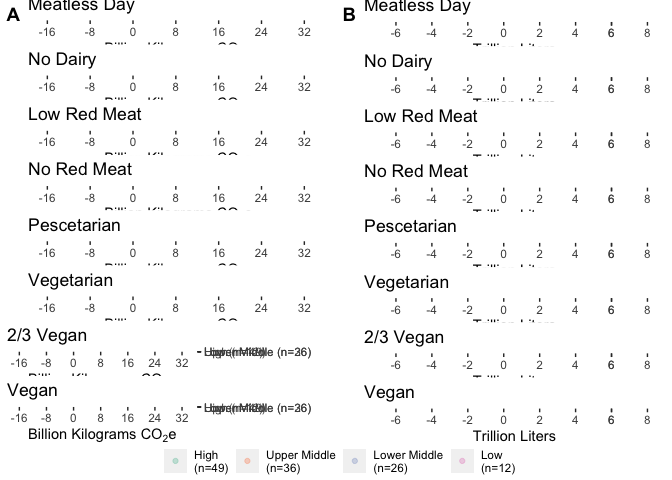 A
Meatless Day
-16 -8 0 8 16 24 32
No Dairy
-16 -8 0 8 16 24 32
Low Red Meat
-16 -8 0 8 16 24 32
No Red Meat
-16 -8 0 8 16 24 32
Pescetarian
-16 -8 0 8 16 24 32
Vegetarian
-16 -8 0 8 16 24 32
2/3 Vegan
-16 -8 0 8 16 24 32
Vegan
-16 -8 0 8 16 24 32
Billion Kilograms CO₂e
B
Meatless Day
-6 -4 -2 0 2 4 6 8
No Dairy
-6 -4 -2 0 2 4 6 8
Low Red Meat
-6 -4 -2 0 2 4 6 8
No Red Meat
-6 -4 -2 0 2 4 6 8
Pescetarian
-6 -4 -2 0 2 4 6 8
Vegetarian
-6 -4 -2 0 2 4 6 8
2/3 Vegan
-6 -4 -2 0 2 4 6 8
Vegan
-6 -4 -2 0 2 4 6 8
Trillion Liters
High
(n=49)
Upper Middle
(n=36)
Lower Middle
(n=26)
Low
(n=12)